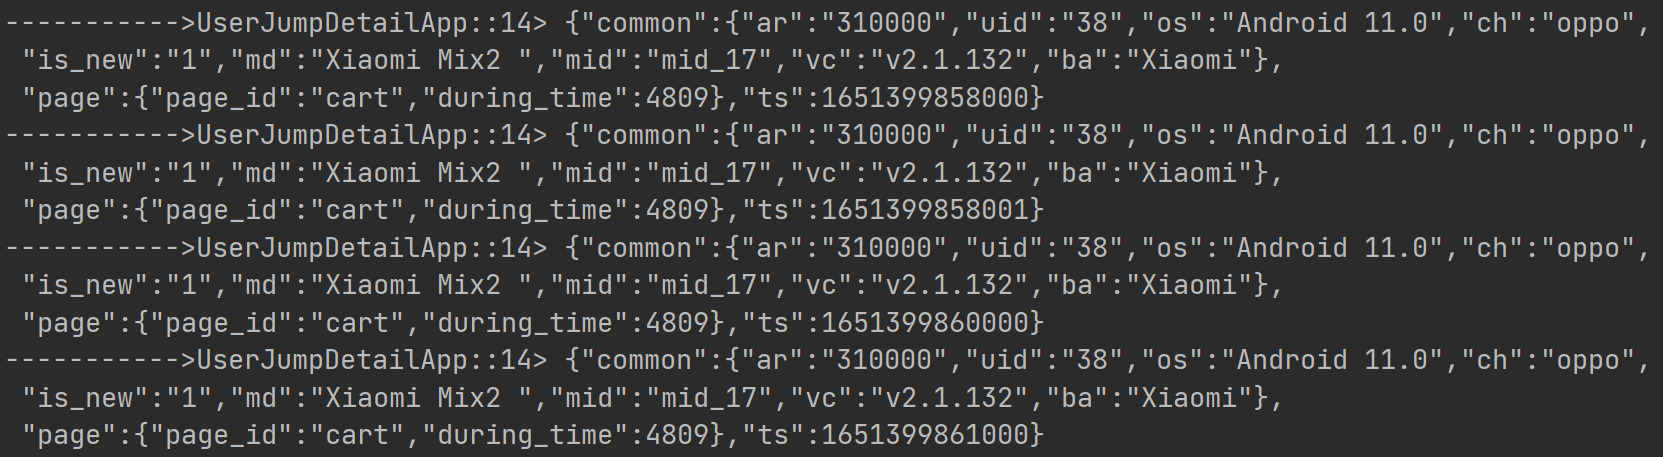 ----------->UserJumpDetailApp::14> {"common":{"ar":"310000","uid":"38","os":"Android 11.0","ch":"oppo",
"is_new":"1","md":"Xiaomi Mix2 ","mid":"mid_17","vc":"v2.1.132","ba":"Xiaomi"},
"page":{"page_id":"cart","during_time":4809},"ts":1651399858000}
----------->UserJumpDetailApp::14> {"common":{"ar":"310000","uid":"38","os":"Android 11.0","ch":"oppo",
"is_new":"1","md":"Xiaomi Mix2 ","mid":"mid_17","vc":"v2.1.132","ba":"Xiaomi"},
"page":{"page_id":"cart","during_time":4809},"ts":1651399858001}
----------->UserJumpDetailApp::14> {"common":{"ar":"310000","uid":"38","os":"Android 11.0","ch":"oppo",
"is_new":"1","md":"Xiaomi Mix2 ","mid":"mid_17","vc":"v2.1.132","ba":"Xiaomi"},
"page":{"page_id":"cart","during_time":4809},"ts":1651399860000}
----------->UserJumpDetailApp::14> {"common":{"ar":"310000","uid":"38","os":"Android 11.0","ch":"oppo",
"is_new":"1","md":"Xiaomi Mix2 ","mid":"mid_17","vc":"v2.1.132","ba":"Xiaomi"},
"page":{"page_id":"cart","during_time":4809},"ts":1651399861000}